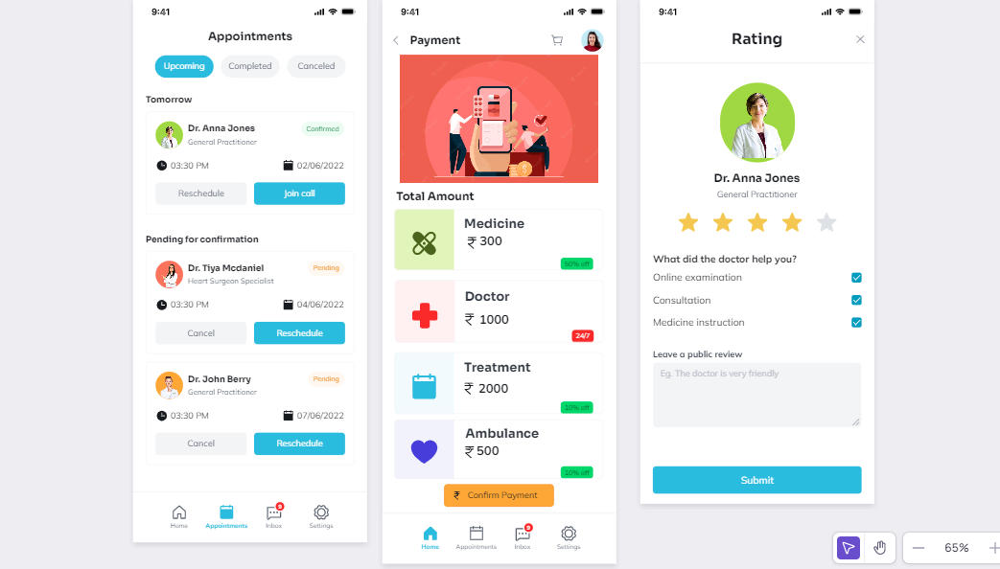 9:41
Appointments
Upcoming
Completed
Canceled
Tomorrow
Dr. Anna Jones
Confirmed
General Practitioner
03:30 PM
02/06/2022
Reschedule
Join call
Pending for confirmation
Dr. Tiya Mcdaniel
Pending
Heart Surgeon Specialist
03:30 PM
04/06/2022
Cancel
Reschedule
Dr. John Berry
Pending
General Practitioner
03:30 PM
07/06/2022
Cancel
Reschedule
Home
Appointments
Inbox
Settings
9:41
Payment
Total Amount
Medicine
₹ 300
50% off
Doctor
₹ 1000
24/7
Treatment
₹ 2000
10% off
Ambulance
₹ 500
10% off
₹ Confirm Payment
Home
Appointments
Inbox
Settings
9:41
Rating
Dr. Anna Jones
General Practitioner
What did the doctor help you?
Online examination
Consultation
Medicine instruction
Leave a public review
Eg. The doctor is very friendly
Submit
65%